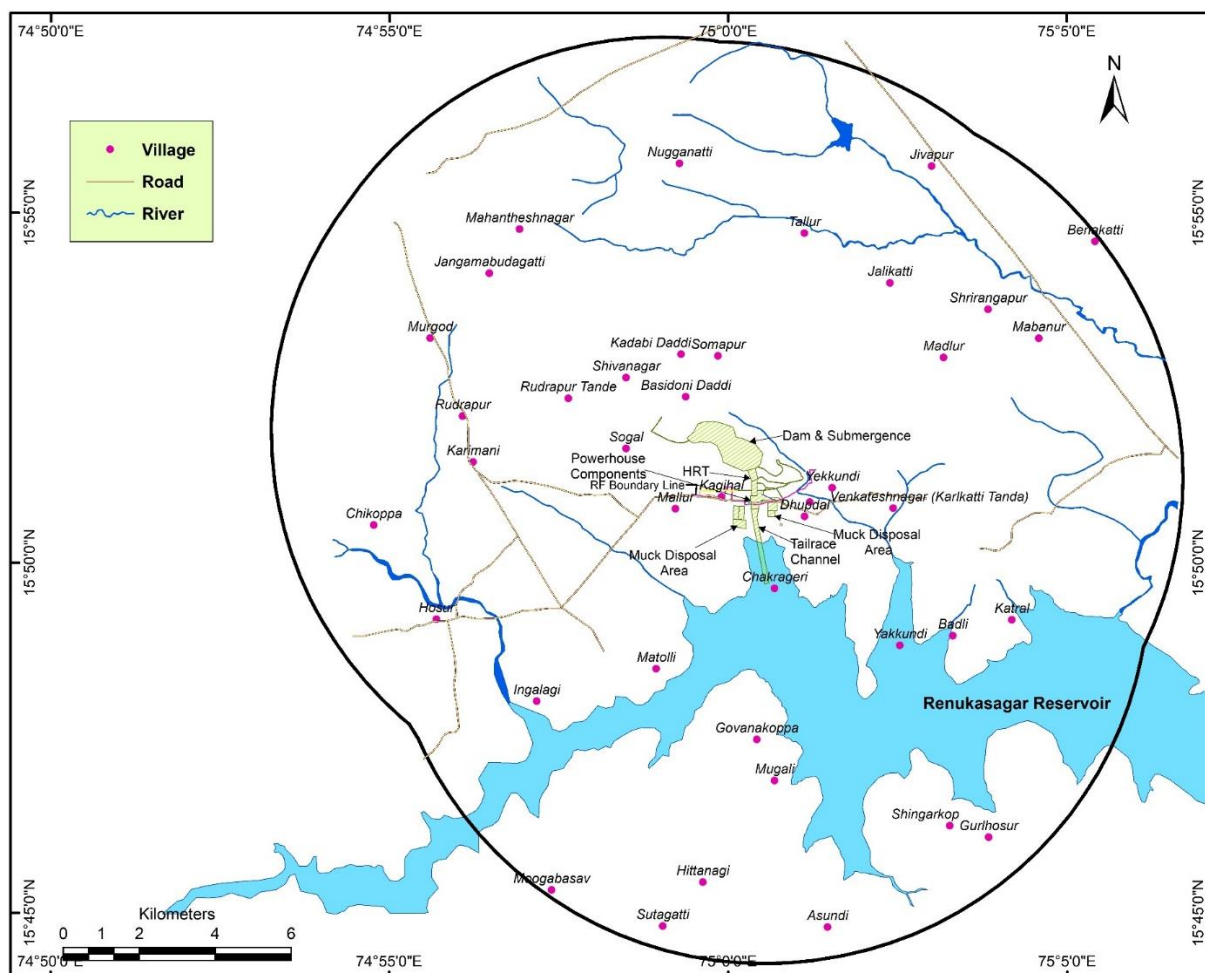 74°50'0"E
74°55'0"E
75°0'0"E
75°5'0"E
N
Village
Road
River
15°55'0"N
15°55'0"N
Nugganatti
Jivapur
Mahantheshnagar
Tallur
Benakatti
Jangamabudagatti
Jalikatti
Shrirangapur
Murgod
Mabanur
Kadabi Daddi
Somapur
Madlur
Shivanagar
Rudrapur Tande
Basidoni Daddi
Rudrapur
Dam & Submergence
Sogal
Karimani
Powerhouse
Components
HRT
RF Boundary Line
Kagihal
Yekkundi
Mallur
Venkateshnagar (Karlkatti Tanda)
Dhupdal
Chikoppa
Muck Disposal
Area
Tailrace
Channel
Muck Disposal
Area
15°50'0"N
15°50'0"N
Chakrageri
Hosur
Katral
Badli
Yakkundi
Matolli
Ingalagi
Renukasagar Reservoir
Govanakoppa
Mugali
Shingarkop
Gurlhosur
Moogabasav
Hittanagi
Sutagatti
Asundi
15°45'0"N
15°45'0"N
Kilometers
0 1 2 4 6
74°50'0"E
74°55'0"E
75°0'0"E
75°5'0"E